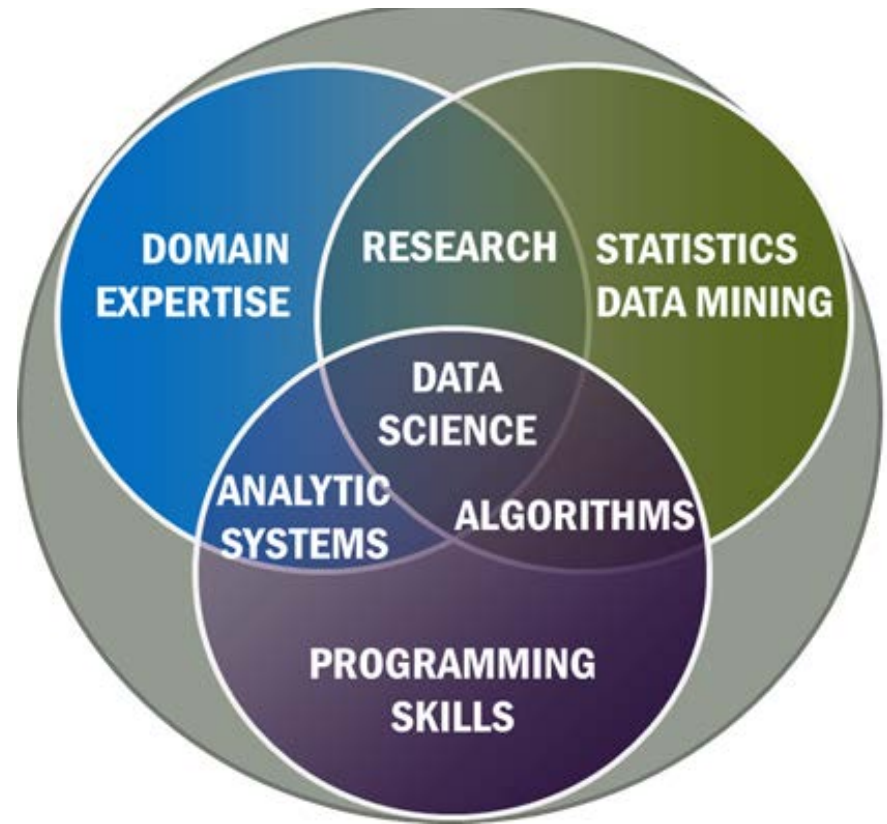 DOMAIN
EXPERTISE
RESEARCH
STATISTICS
DATA MINING
DATA
SCIENCE
ANALYTIC
SYSTEMS
ALGORITHMS
PROGRAMMING
SKILLS